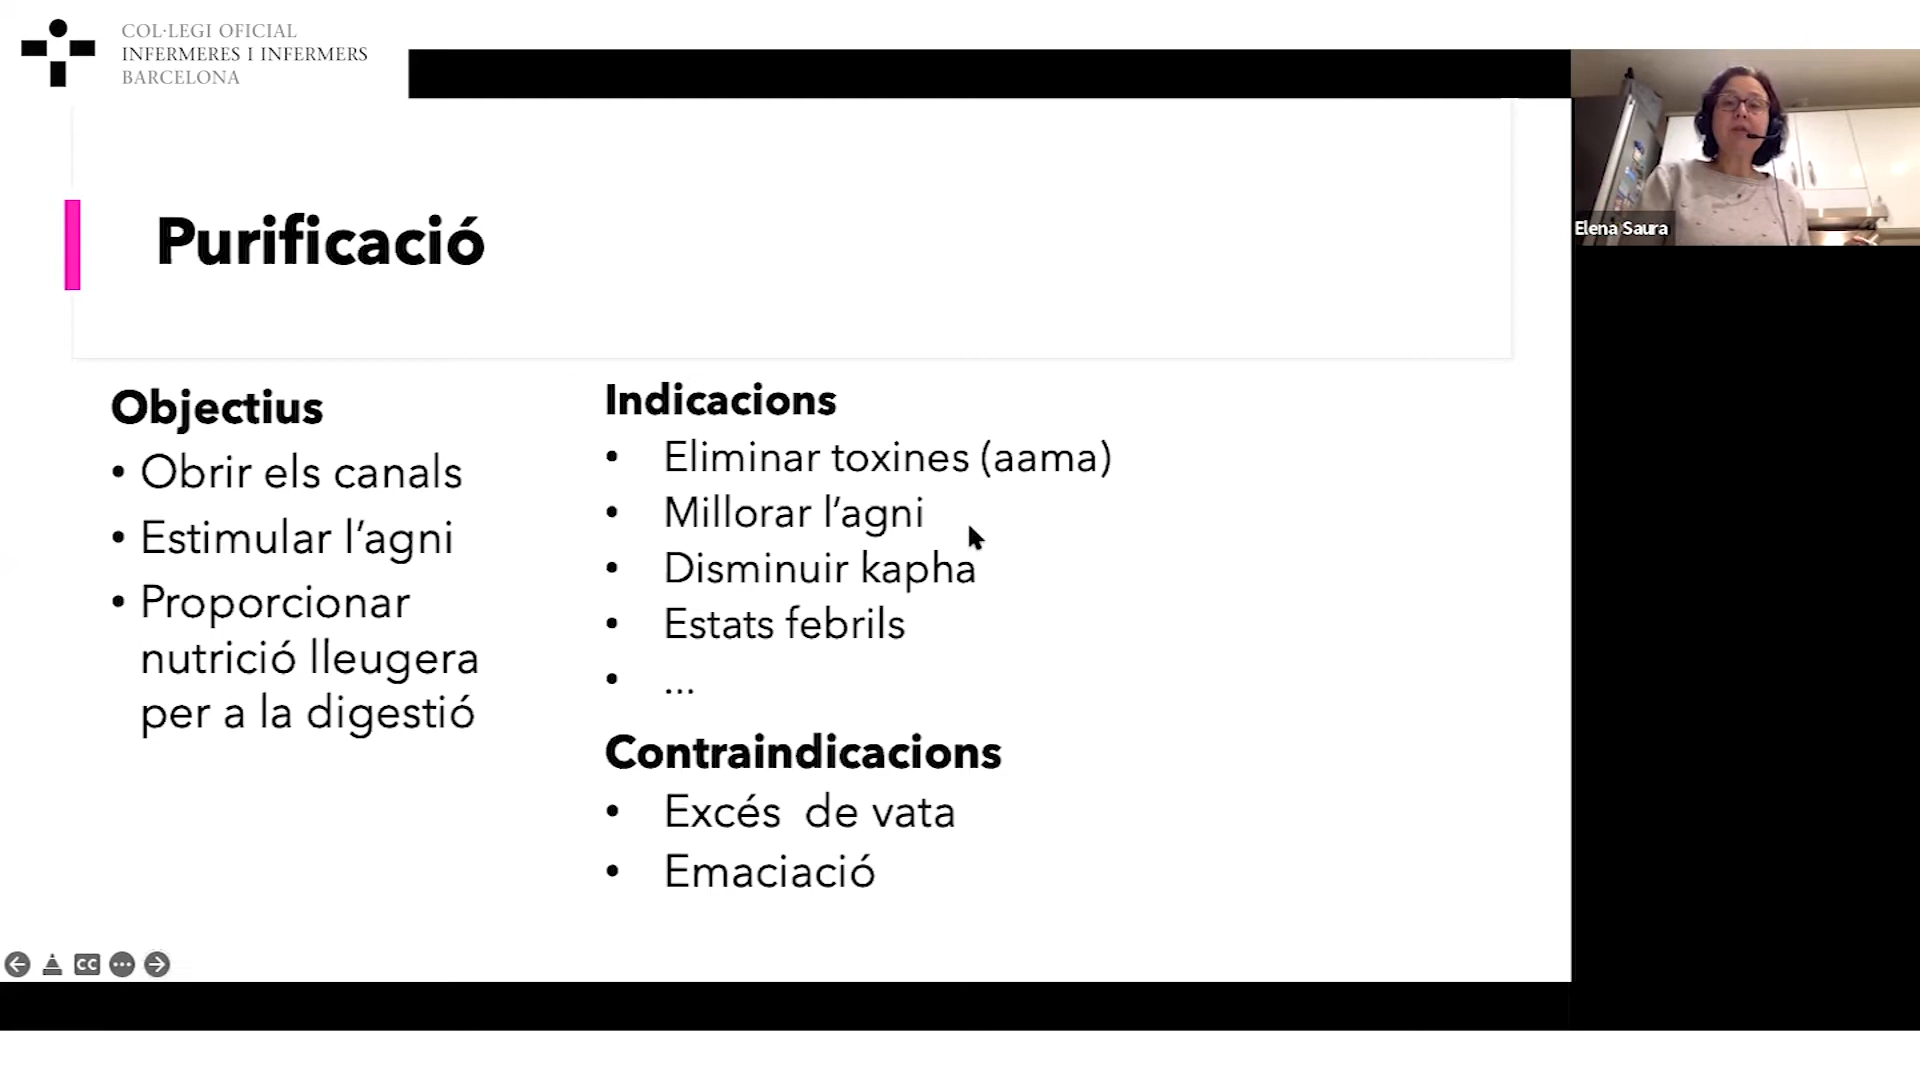 COL·LEGI OFICIAL
INFERMERES I INFERMERS
BARCELONA
Elena Saura
Purificació
Objectius
• Obrir els canals
• Estimular l’agni
• Proporcionar
nutrició lleugera
per a la digestió
Indicacions
• Eliminar toxines (aama)
• Millorar l’agni
• Disminuir kapha
• Estats febrils
• ...
Contraindicacions
• Excés  de vata
• Emaciació
CC